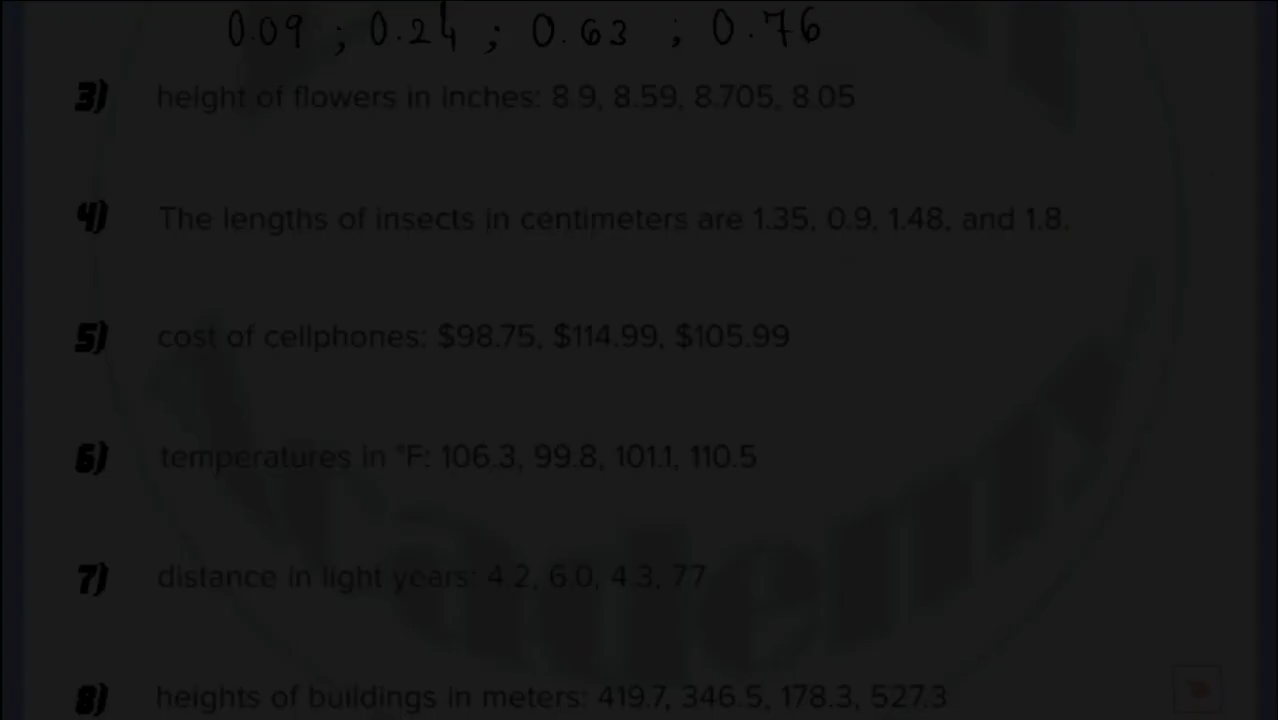 0.09 ; 0.24 ; 0.63 ; 0.76
3) height of flowers in inches: 8.9, 8.59, 8.705, 8.05
4) The lengths of insects in centimeters are 1.35, 0.9, 1.48, and 1.8.
5) cost of cellphones: $98.75, $114.99, $105.99
6) temperatures in °F: 106.3, 99.8, 101.1, 110.5
7) distance in light years: 4.2, 6.0, 4.3, 7.7
8) heights of buildings in meters: 419.7, 346.5, 178.3, 527.3